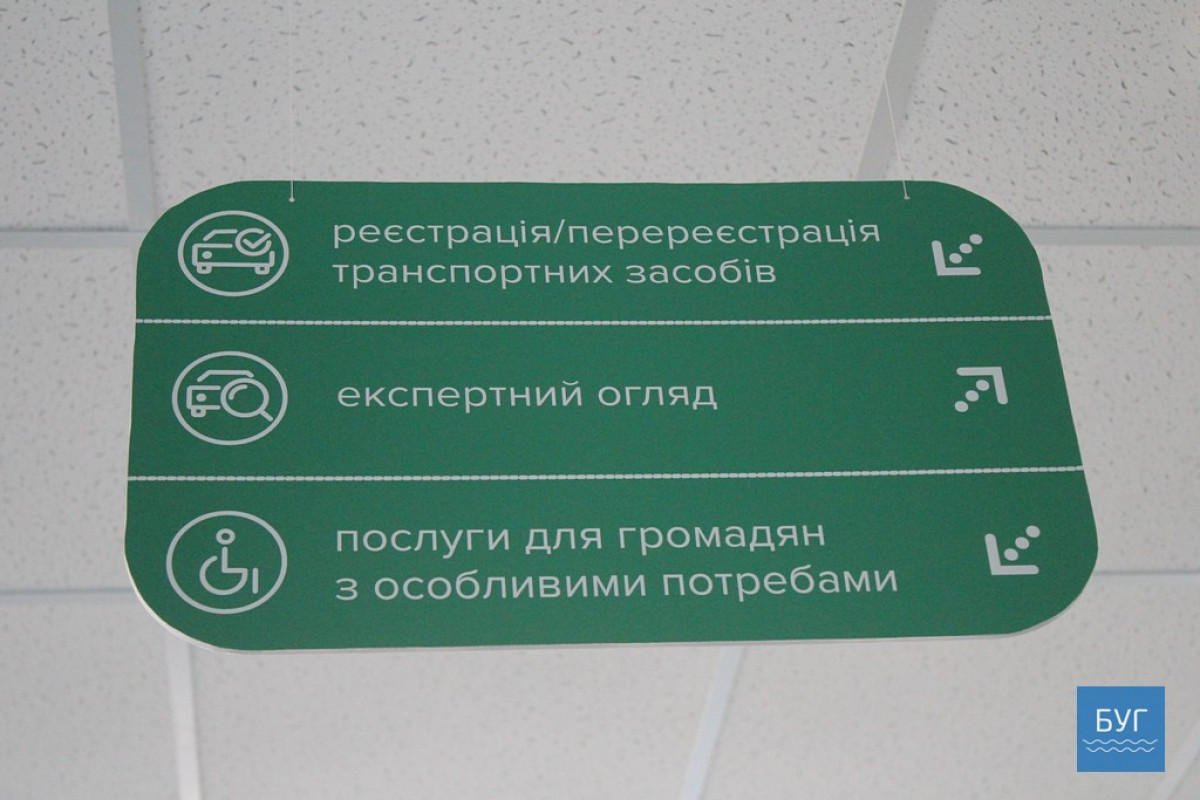 реєстрація/перереєстрація
транспортних засобів
експертний огляд
послуги для громадян
з особливими потребами
БУГ